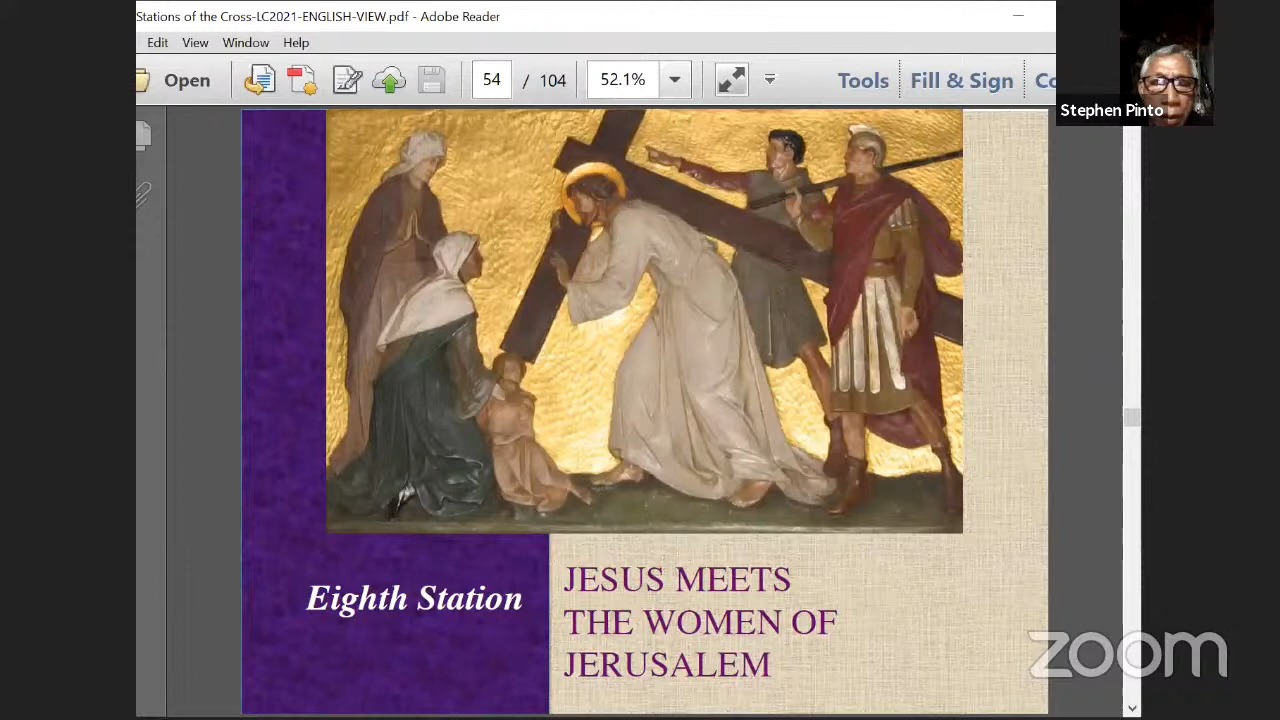 Stations of the Cross-LC2021-ENGLISH-VIEW.pdf - Adobe Reader
Edit View Window Help
Open 54 / 104 52.1% Tools Fill & Sign Co
Stephen Pinto
Eighth Station
JESUS MEETS
THE WOMEN OF
JERUSALEM
zoom